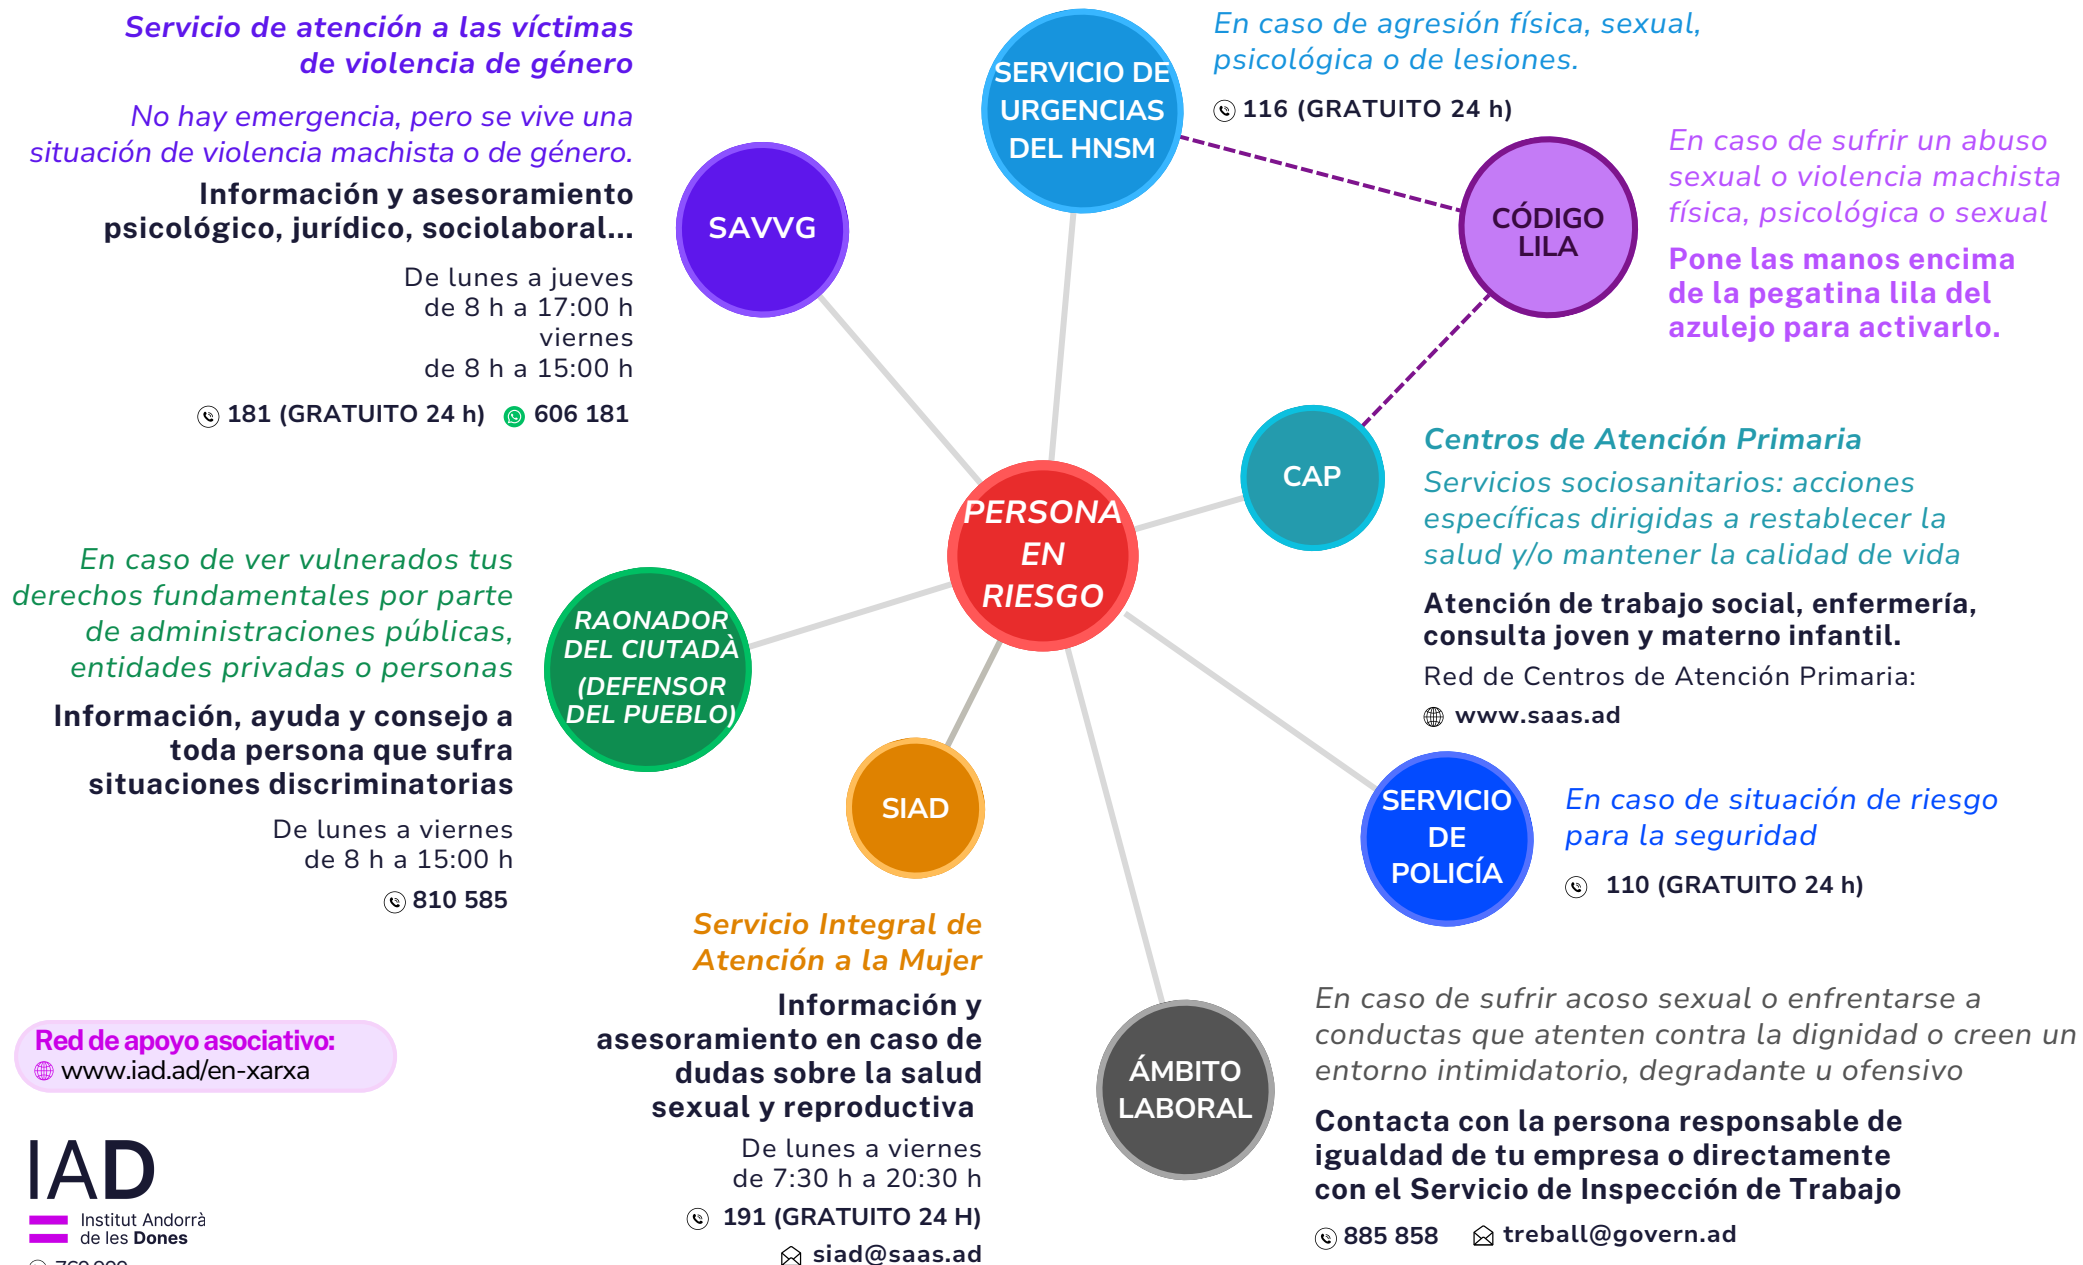 Servicio de atención a las víctimas
de violencia de género
No hay emergencia, pero se vive una
situación de violencia machista o de género.
Información y asesoramiento
psicológico, jurídico, sociolaboral...
De lunes a jueves
de 8 h a 17:00 h
viernes
de 8 h a 15:00 h
181 (GRATUITO 24 h) 606 181
SAVVG
SERVICIO DE
URGENCIAS
DEL HNSM
En caso de agresión física, sexual,
psicológica o de lesiones.
116 (GRATUITO 24 h)
CÓDIGO
LILA
En caso de sufrir un abuso
sexual o violencia machista
física, psicológica o sexual
Pone las manos encima
de la pegatina lila del
azulejo para activarlo.
CAP
Centros de Atención Primaria
Servicios sociosanitarios: acciones
específicas dirigidas a restablecer la
salud y/o mantener la calidad de vida
Atención de trabajo social, enfermería,
consulta joven y materno infantil.
Red de Centros de Atención Primaria:
www.saas.ad
PERSONA
EN
RIESGO
En caso de ver vulnerados tus
derechos fundamentales por parte
de administraciones públicas,
entidades privadas o personas
Información, ayuda y consejo a
toda persona que sufra
situaciones discriminatorias
De lunes a viernes
de 8 h a 15:00 h
810 585
RAONADOR
DEL CIUTADÀ
(DEFENSOR
DEL PUEBLO)
SIAD
Servicio Integral de
Atención a la Mujer
Información y
asesoramiento en caso de
dudas sobre la salud
sexual y reproductiva
De lunes a viernes
de 7:30 h a 20:30 h
191 (GRATUITO 24 H)
siad@saas.ad
SERVICIO
DE
POLICÍA
En caso de situación de riesgo
para la seguridad
110 (GRATUITO 24 h)
ÁMBITO
LABORAL
En caso de sufrir acoso sexual o enfrentarse a
conductas que atenten contra la dignidad o creen un
entorno intimidatorio, degradante u ofensivo
Contacta con la persona responsable de
igualdad de tu empresa o directamente
con el Servicio de Inspección de Trabajo
885 858 treball@govern.ad
Red de apoyo asociativo:
www.iad.ad/en-xarxa
IAD
Institut Andorrà
de les Dones